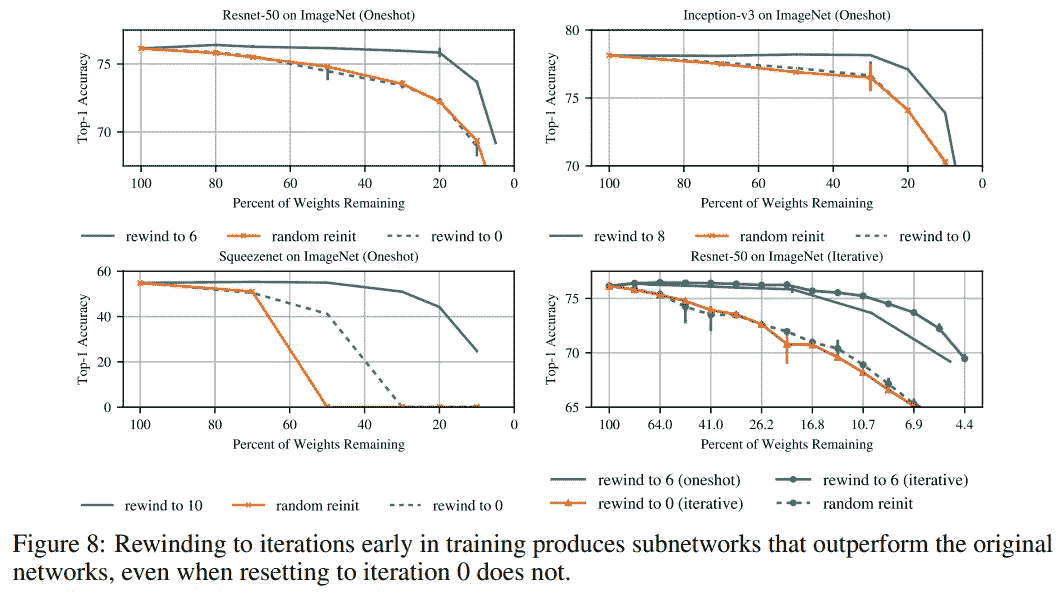 Resnet-50 on ImageNet (Oneshot)
Top-1 Accuracy
75
70
100 80 60 40 20 0
Percent of Weights Remaining
rewind to 6 random reinit rewind to 0
Inception-v3 on ImageNet (Oneshot)
Top-1 Accuracy
80
75
70
100 80 60 40 20 0
Percent of Weights Remaining
rewind to 8 random reinit rewind to 0
Squeezenet on ImageNet (Oneshot)
Top-1 Accuracy
60
40
20
0
100 80 60 40 20 0
Percent of Weights Remaining
rewind to 10 random reinit rewind to 0
Resnet-50 on ImageNet (Iterative)
Top-1 Accuracy
75
70
65
100 64.0 41.0 26.2 16.8 10.7 6.9 4.4
Percent of Weights Remaining
rewind to 6 (oneshot) rewind to 6 (iterative)
rewind to 0 (iterative) random reinit
Figure 8: Rewinding to iterations early in training produces subnetworks that outperform the original
networks, even when resetting to iteration 0 does not.